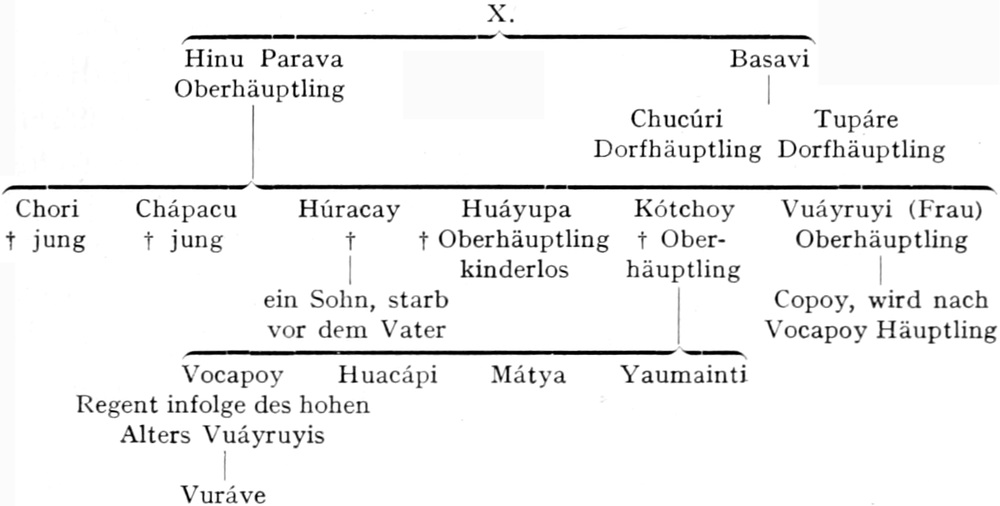 X.
Hinu Parava Basavi
Oberhäuptling
Chucúri Tupáre
Dorfhäuptling Dorfhäuptling
Chori Chápacu Húracay Huáyupa Kótchoy Vuáyruyi (Frau)
† jung † jung † † Oberhäuptling † Ober- Oberhäuptling
kinderlos häuptling
ein Sohn, starb Copoy, wird nach
vor dem Vater Vocapoy Häuptling
Vocapoy Huacápi Mátya Yaumainti
Regent infolge des hohen
Alters Vuáyruyis
Vuráve